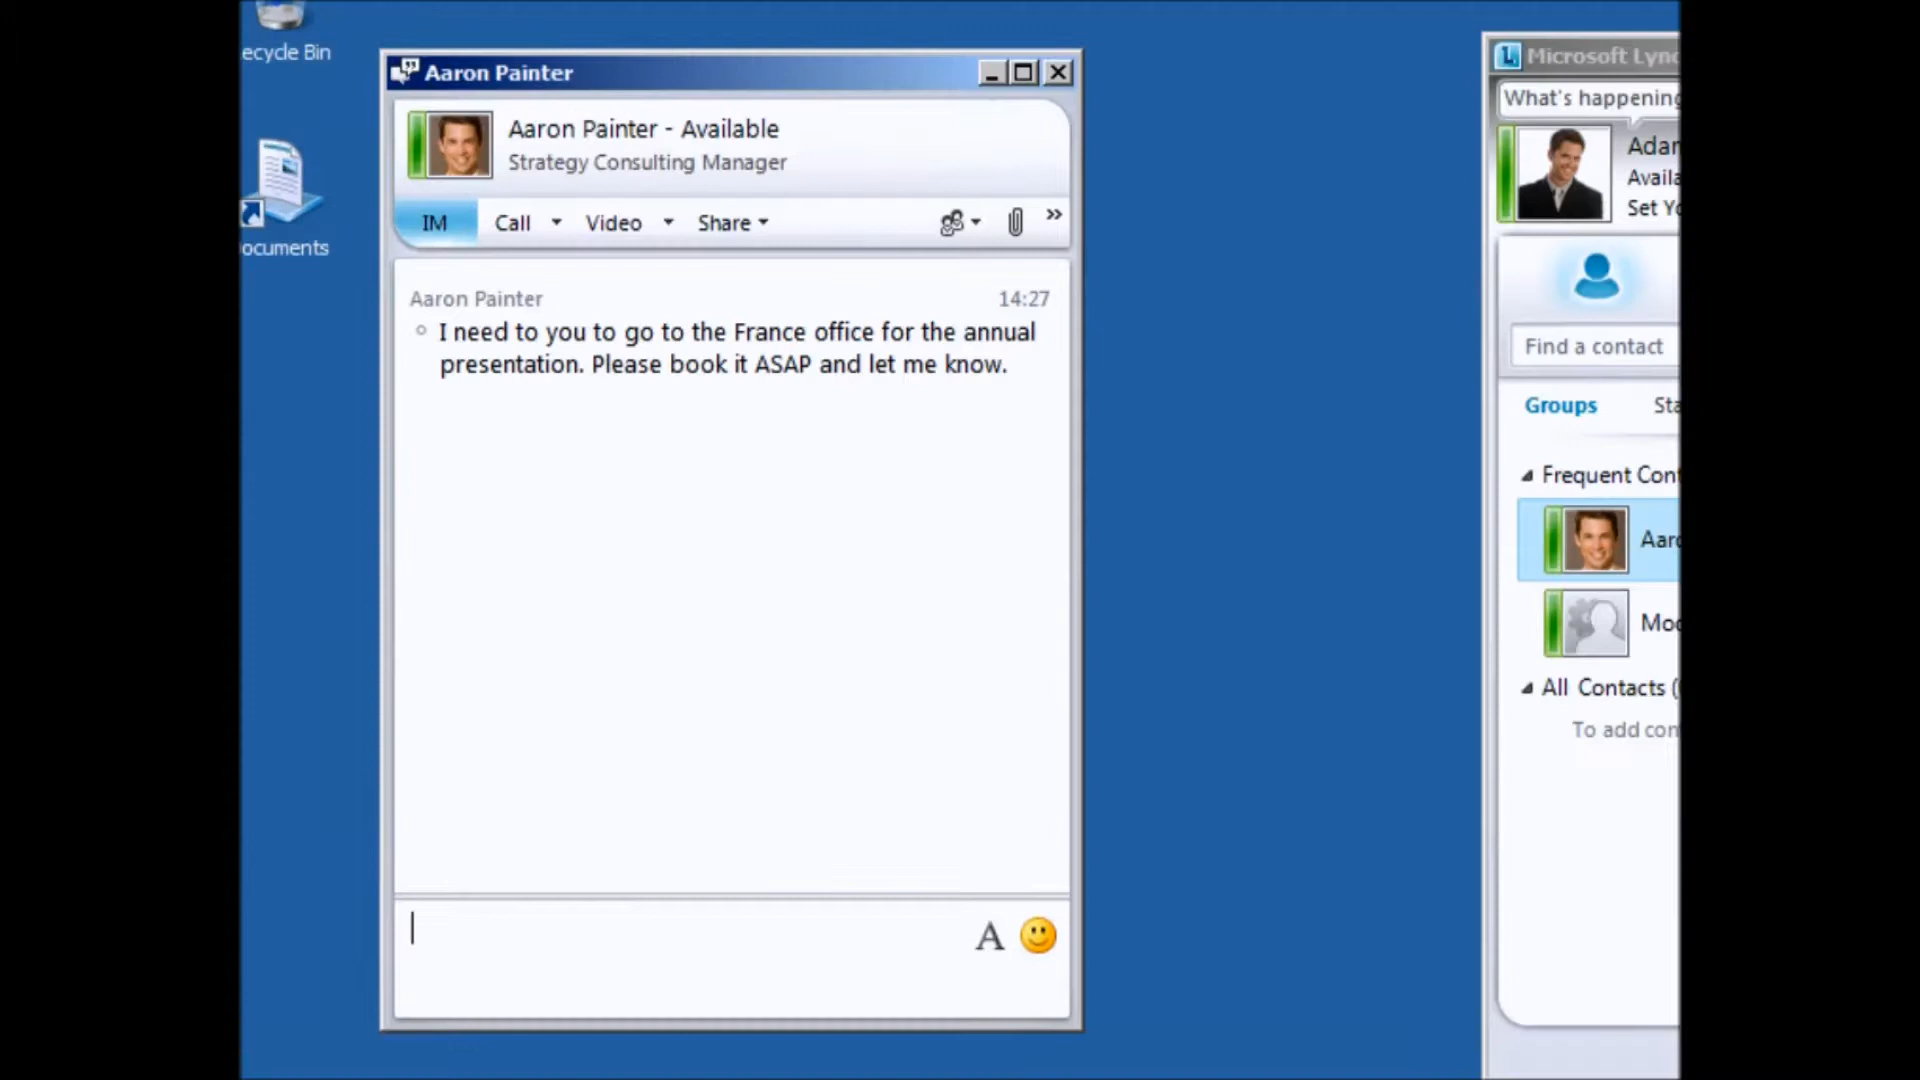 ecycle Bin
ocuments
Aaron Painter
Aaron Painter - Available
Strategy Consulting Manager
IM Call Video Share
Aaron Painter 14:27
I need to you to go to the France office for the annual
presentation. Please book it ASAP and let me know.
A
Microsoft Lync
What's happening
Adam
Availa
Set Yo
Find a contact
Groups Sta
Frequent Cont
Aaro
Mod
All Contacts (
To add con